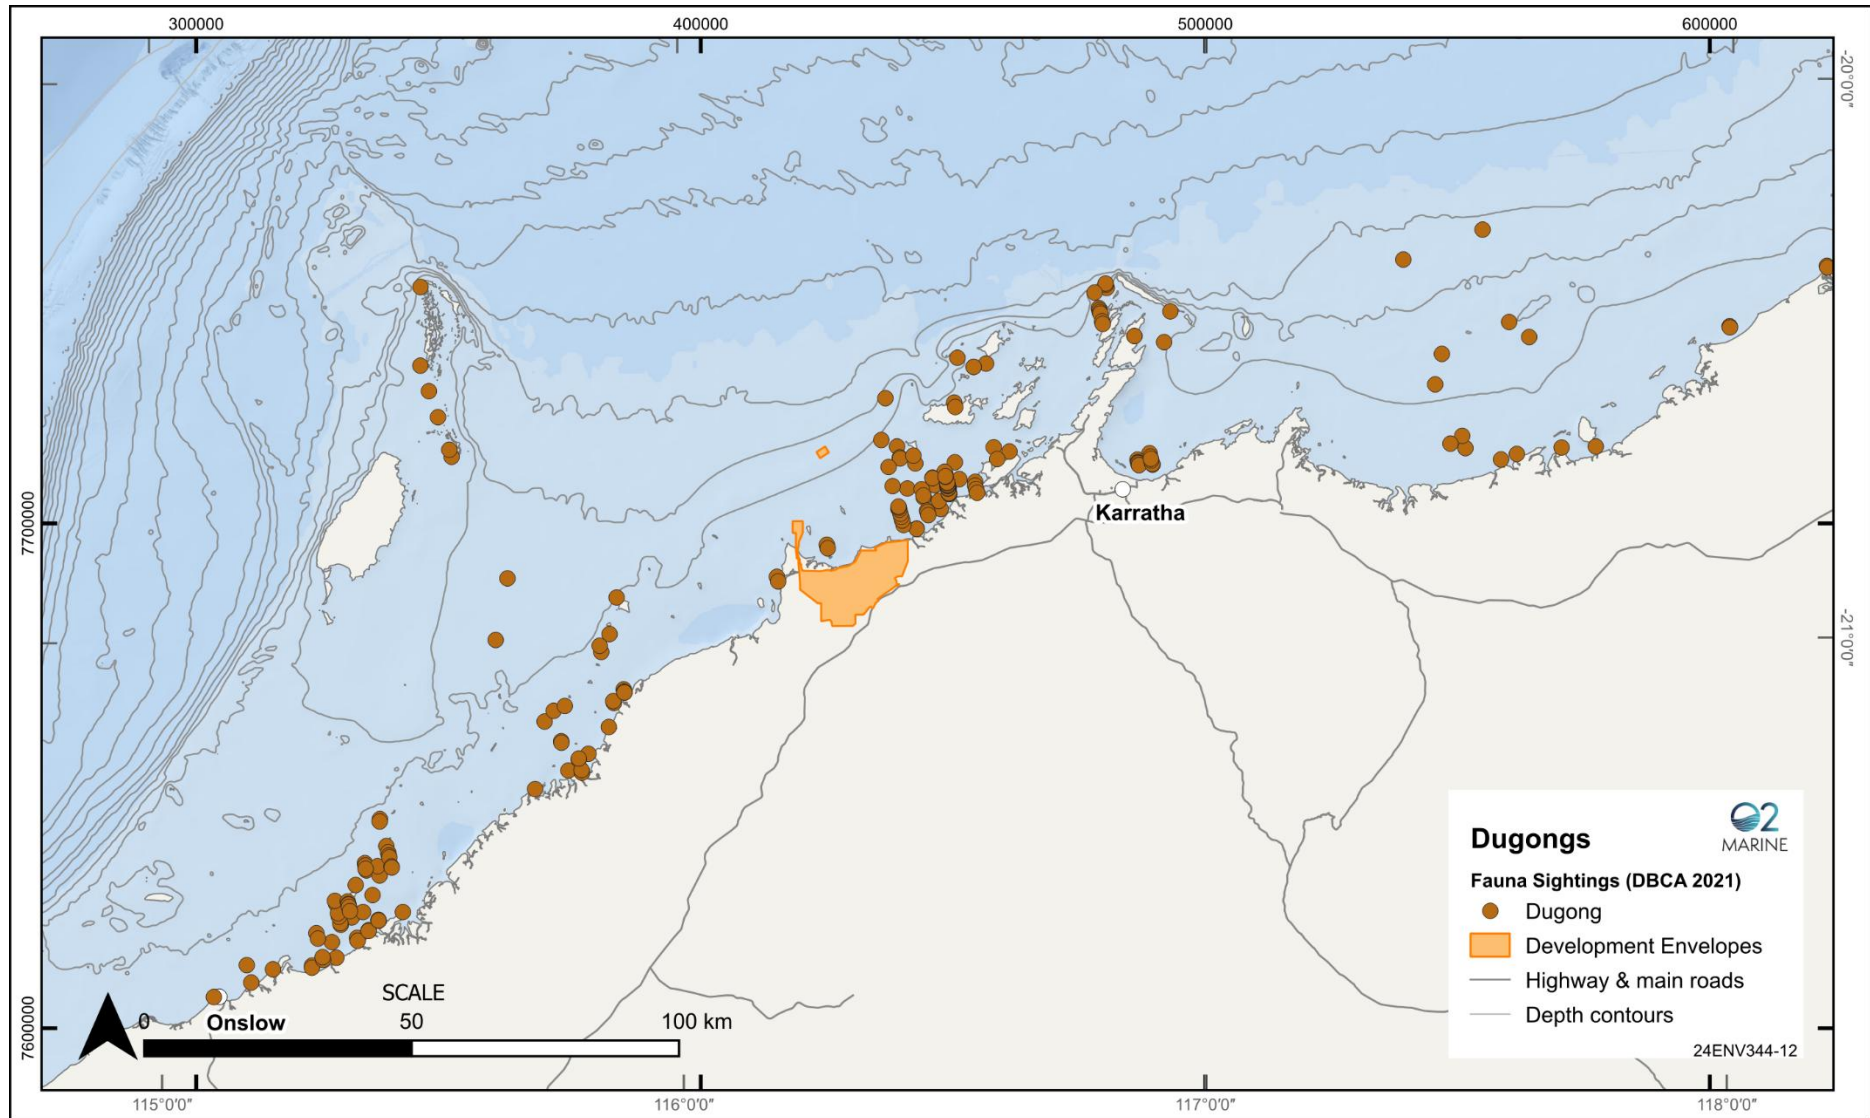 300000 400000 500000 600000
-20°0'0"
7700000
Karratha
-21°0'0"
7600000
Onslow
SCALE
0 50 100 km
Dugongs
O2
MARINE
Fauna Sightings (DBCA 2021)
Dugong
Development Envelopes
Highway & main roads
Depth contours
24ENV344-12
115°0'0" 116°0'0" 117°0'0" 118°0'0"